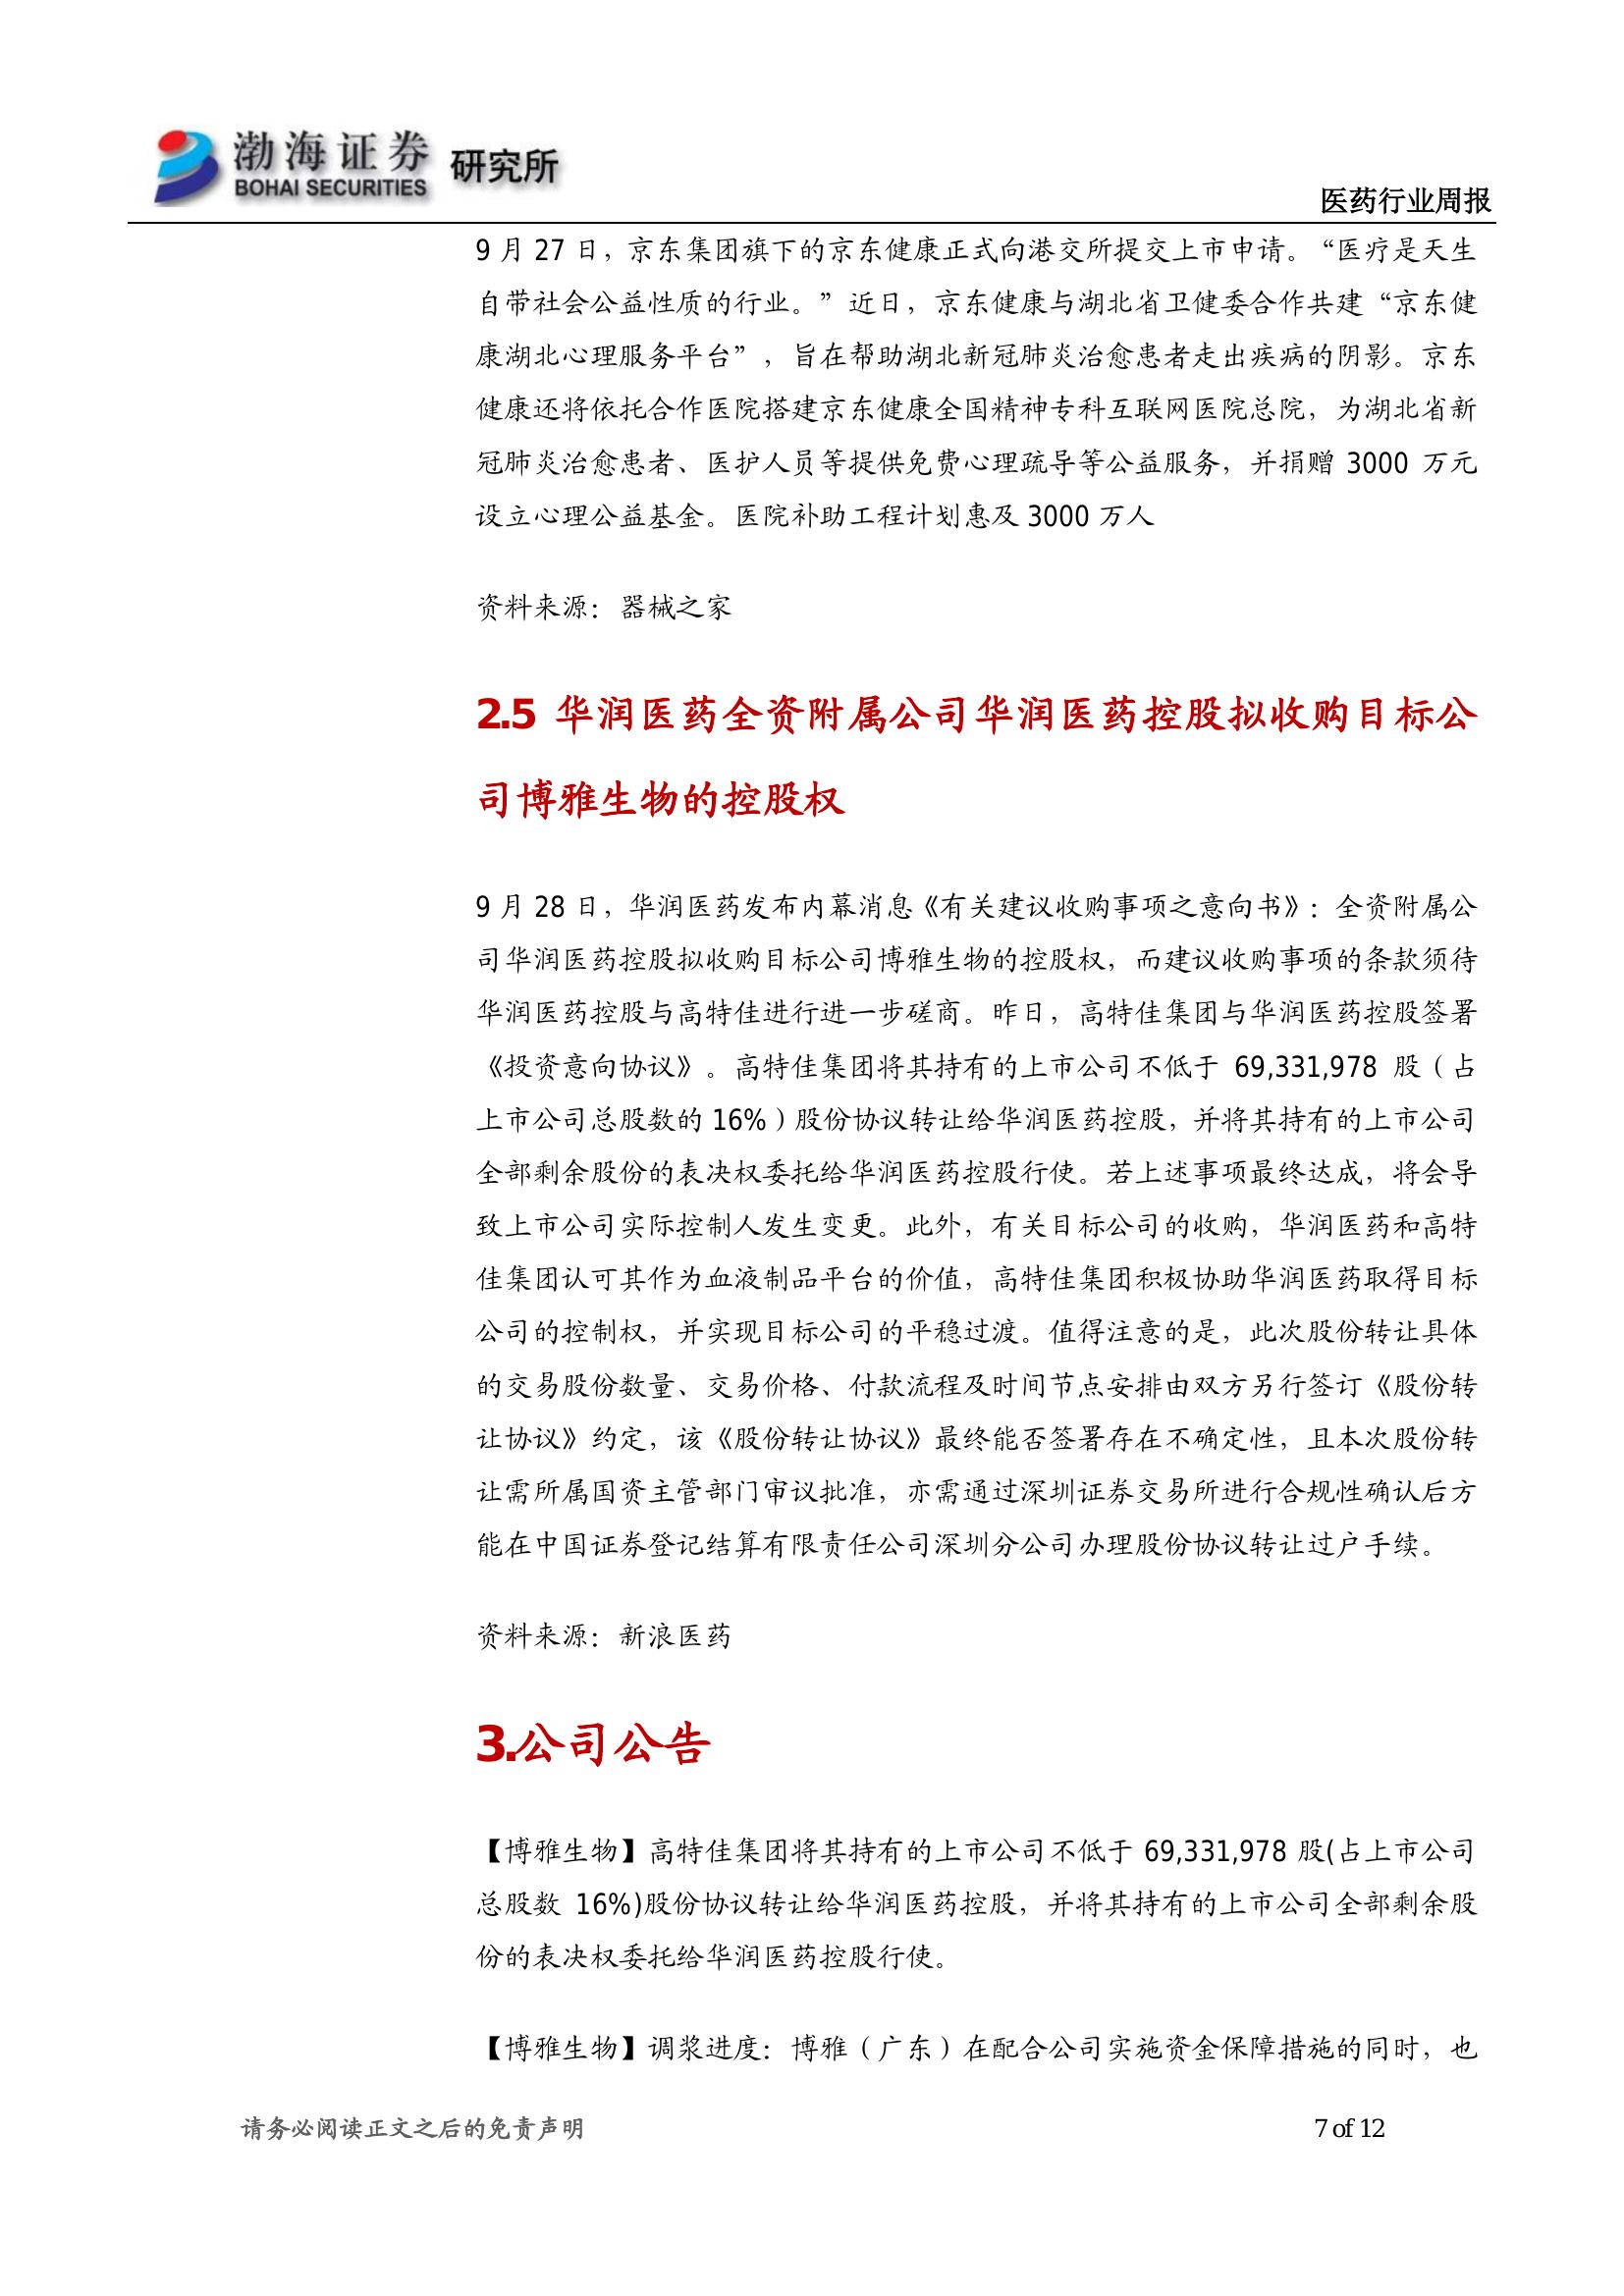 渤海证券 研究所
BOHAI SECURITIES
医药行业周报
9 月 27 日，京东集团旗下的京东健康正式向港交所提交上市申请。“医疗是天生
自带社会公益性质的行业。”近日，京东健康与湖北省卫健委合作共建“京东健
康湖北心理服务平台”，旨在帮助湖北新冠肺炎治愈患者走出疾病的阴影。京东
健康还将依托合作医院搭建京东健康全国精神专科互联网医院总院，为湖北省新
冠肺炎治愈患者、医护人员等提供免费心理疏导等公益服务，并捐赠 3000 万元
设立心理公益基金。医院补助工程计划惠及 3000 万人
资料来源：器械之家
2.5 华润医药全资附属公司华润医药控股拟收购目标公
司博雅生物的控股权
9 月 28 日，华润医药发布内幕消息《有关建议收购事项之意向书》：全资附属公
司华润医药控股拟收购目标公司博雅生物的控股权，而建议收购事项的条款须待
华润医药控股与高特佳进行进一步磋商。昨日，高特佳集团与华润医药控股签署
《投资意向协议》。高特佳集团将其持有的上市公司不低于 69,331,978 股（占
上市公司总股数的 16%）股份协议转让给华润医药控股，并将其持有的上市公司
全部剩余股份的表决权委托给华润医药控股行使。若上述事项最终达成，将会导
致上市公司实际控制人发生变更。此外，有关目标公司的收购，华润医药和高特
佳集团认可其作为血液制品平台的价值，高特佳集团积极协助华润医药取得目标
公司的控制权，并实现目标公司的平稳过渡。值得注意的是，此次股份转让具体
的交易股份数量、交易价格、付款流程及时间节点安排由双方另行签订《股份转
让协议》约定，该《股份转让协议》最终能否签署存在不确定性，且本次股份转
让需所属国资主管部门审议批准，亦需通过深圳证券交易所进行合规性确认后方
能在中国证券登记结算有限责任公司深圳分公司办理股份协议转让过户手续。
资料来源：新浪医药
3.公司公告
【博雅生物】高特佳集团将其持有的上市公司不低于 69,331,978 股(占上市公司
总股数 16%)股份协议转让给华润医药控股，并将其持有的上市公司全部剩余股
份的表决权委托给华润医药控股行使。
【博雅生物】调浆进度：博雅（广东）在配合公司实施资金保障措施的同时，也
请务必阅读正文之后的免责声明
7 of 12